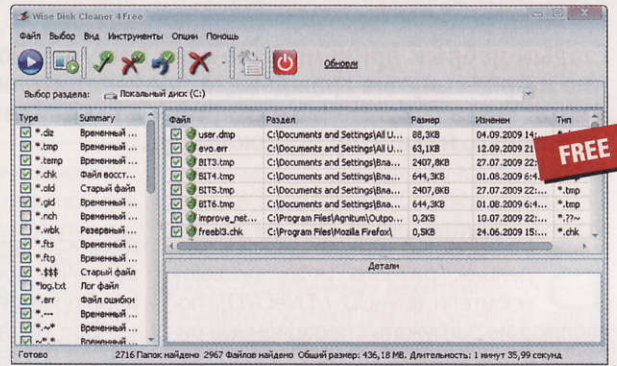 Wise Disk Cleaner 4 Free
Файл Выбор Вид Инструменты Опции Помощь
Обновл
Выбор раздела: Локальный диск (C:)
Type Summary
*.diz Временный ...
*.tmp Временный ...
*.temp Временный ...
*.chk Файл восст...
*.old Старый файл
*.gid Временный ...
*.nch Временный ...
*.wbk Резервный ...
*.fts Временный ...
*.ftg Временный ...
*.$$$ Старый файл
*log.txt Лог файл
*.err Файл ошибки
*.--- Временный ...
*.~* Временный ...
~*.* Временный ...
Файл Раздел Размер Изменен Тип
user.dmp C:\Documents and Settings\All U... 88,3KB 04.09.2009 14:...
evo.err C:\Documents and Settings\All U... 63,1KB 12.09.2009 21
BIT3.tmp C:\Documents and Settings\Вла... 2407,8KB 27.07.2009 22:...
BIT4.tmp C:\Documents and Settings\Вла... 644,3KB 01.08.2009 6:4...
BIT5.tmp C:\Documents and Settings\Вла... 2407,8KB 27.07.2009 22:... *.tmp
BIT6.tmp C:\Documents and Settings\Вла... 644,3KB 01.08.2009 6:4... *.tmp
improve_net... C:\Program Files\Agnitum\Outpo... 0,2KB 10.07.2009 22:... *.??~
freebl3.chk C:\Program Files\Mozilla Firefox\ 0,5KB 24.06.2009 15:... *.chk
FREE
Детали
Готово 2716 Папок найдено 2967 Файлов найдено Общий размер: 436,18 MB. Длительность: 1 минут 35,99 секунд